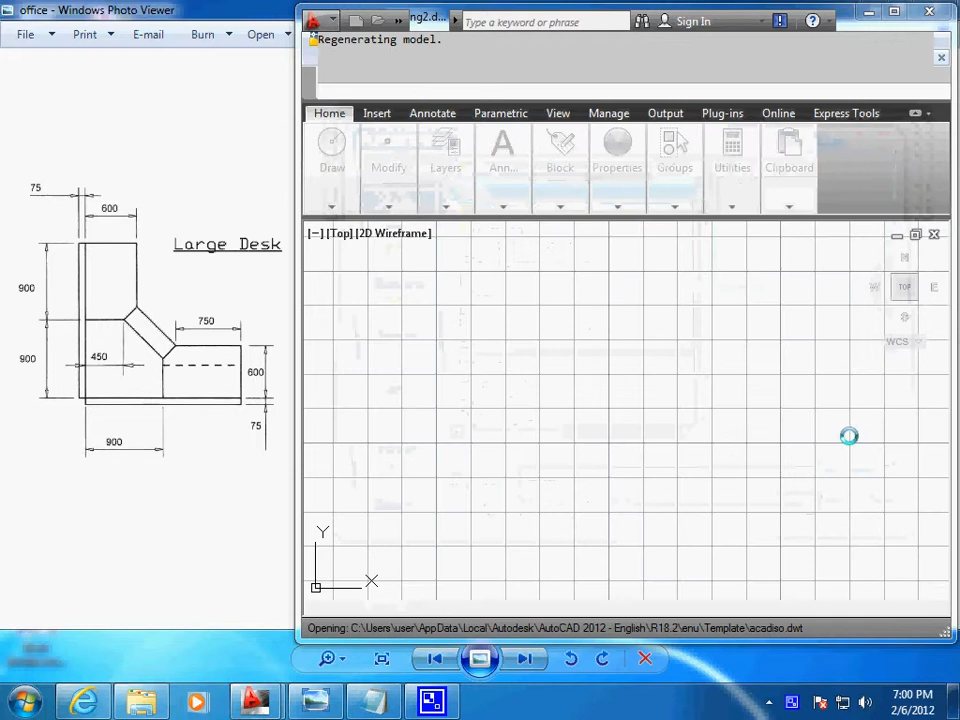 office - Windows Photo Viewer
File Print E-mail Burn Open
75
600
Large Desk
900
750
900
450
600
75
900
ng2.d...
Type a keyword or phrase
Sign In
Regenerating model.
Home Insert Annotate Parametric View Manage Output Plug-ins Online Express Tools
Draw Modify Layers Ann... Block Properties Groups Utilities Clipboard
[−] [Top] [2D Wireframe]
TOP
E
WCS
Y
X
Opening: C:\Users\user\AppData\Local\Autodesk\AutoCAD 2012 - English\R18.2\enu\Template\acadiso.dwt
7:00 PM
2/6/2012